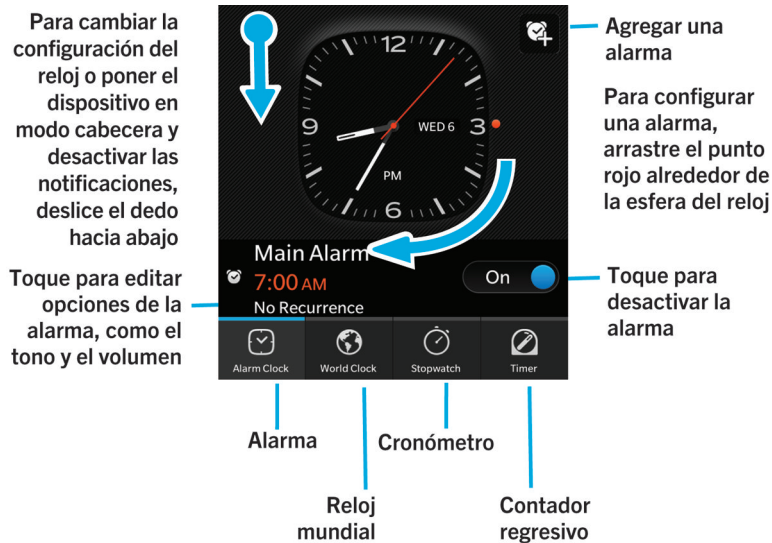 Para cambiar la
configuración del
reloj o poner el
dispositivo en
modo cabecera y
desactivar las
notificaciones,
deslice el dedo
hacia abajo
Toque para editar
opciones de la
alarma, como el
tono y el volumen
12
9
WED 6
3
PM
6
Main Alarm
7:00 AM
No Recurrence
On
Alarm Clock
World Clock
Stopwatch
Timer
Agregar una
alarma
Para configurar
una alarma,
arrastre el punto
rojo alrededor de
la esfera del reloj
Toque para
desactivar la
alarma
Alarma
Cronómetro
Reloj
mundial
Contador
regresivo